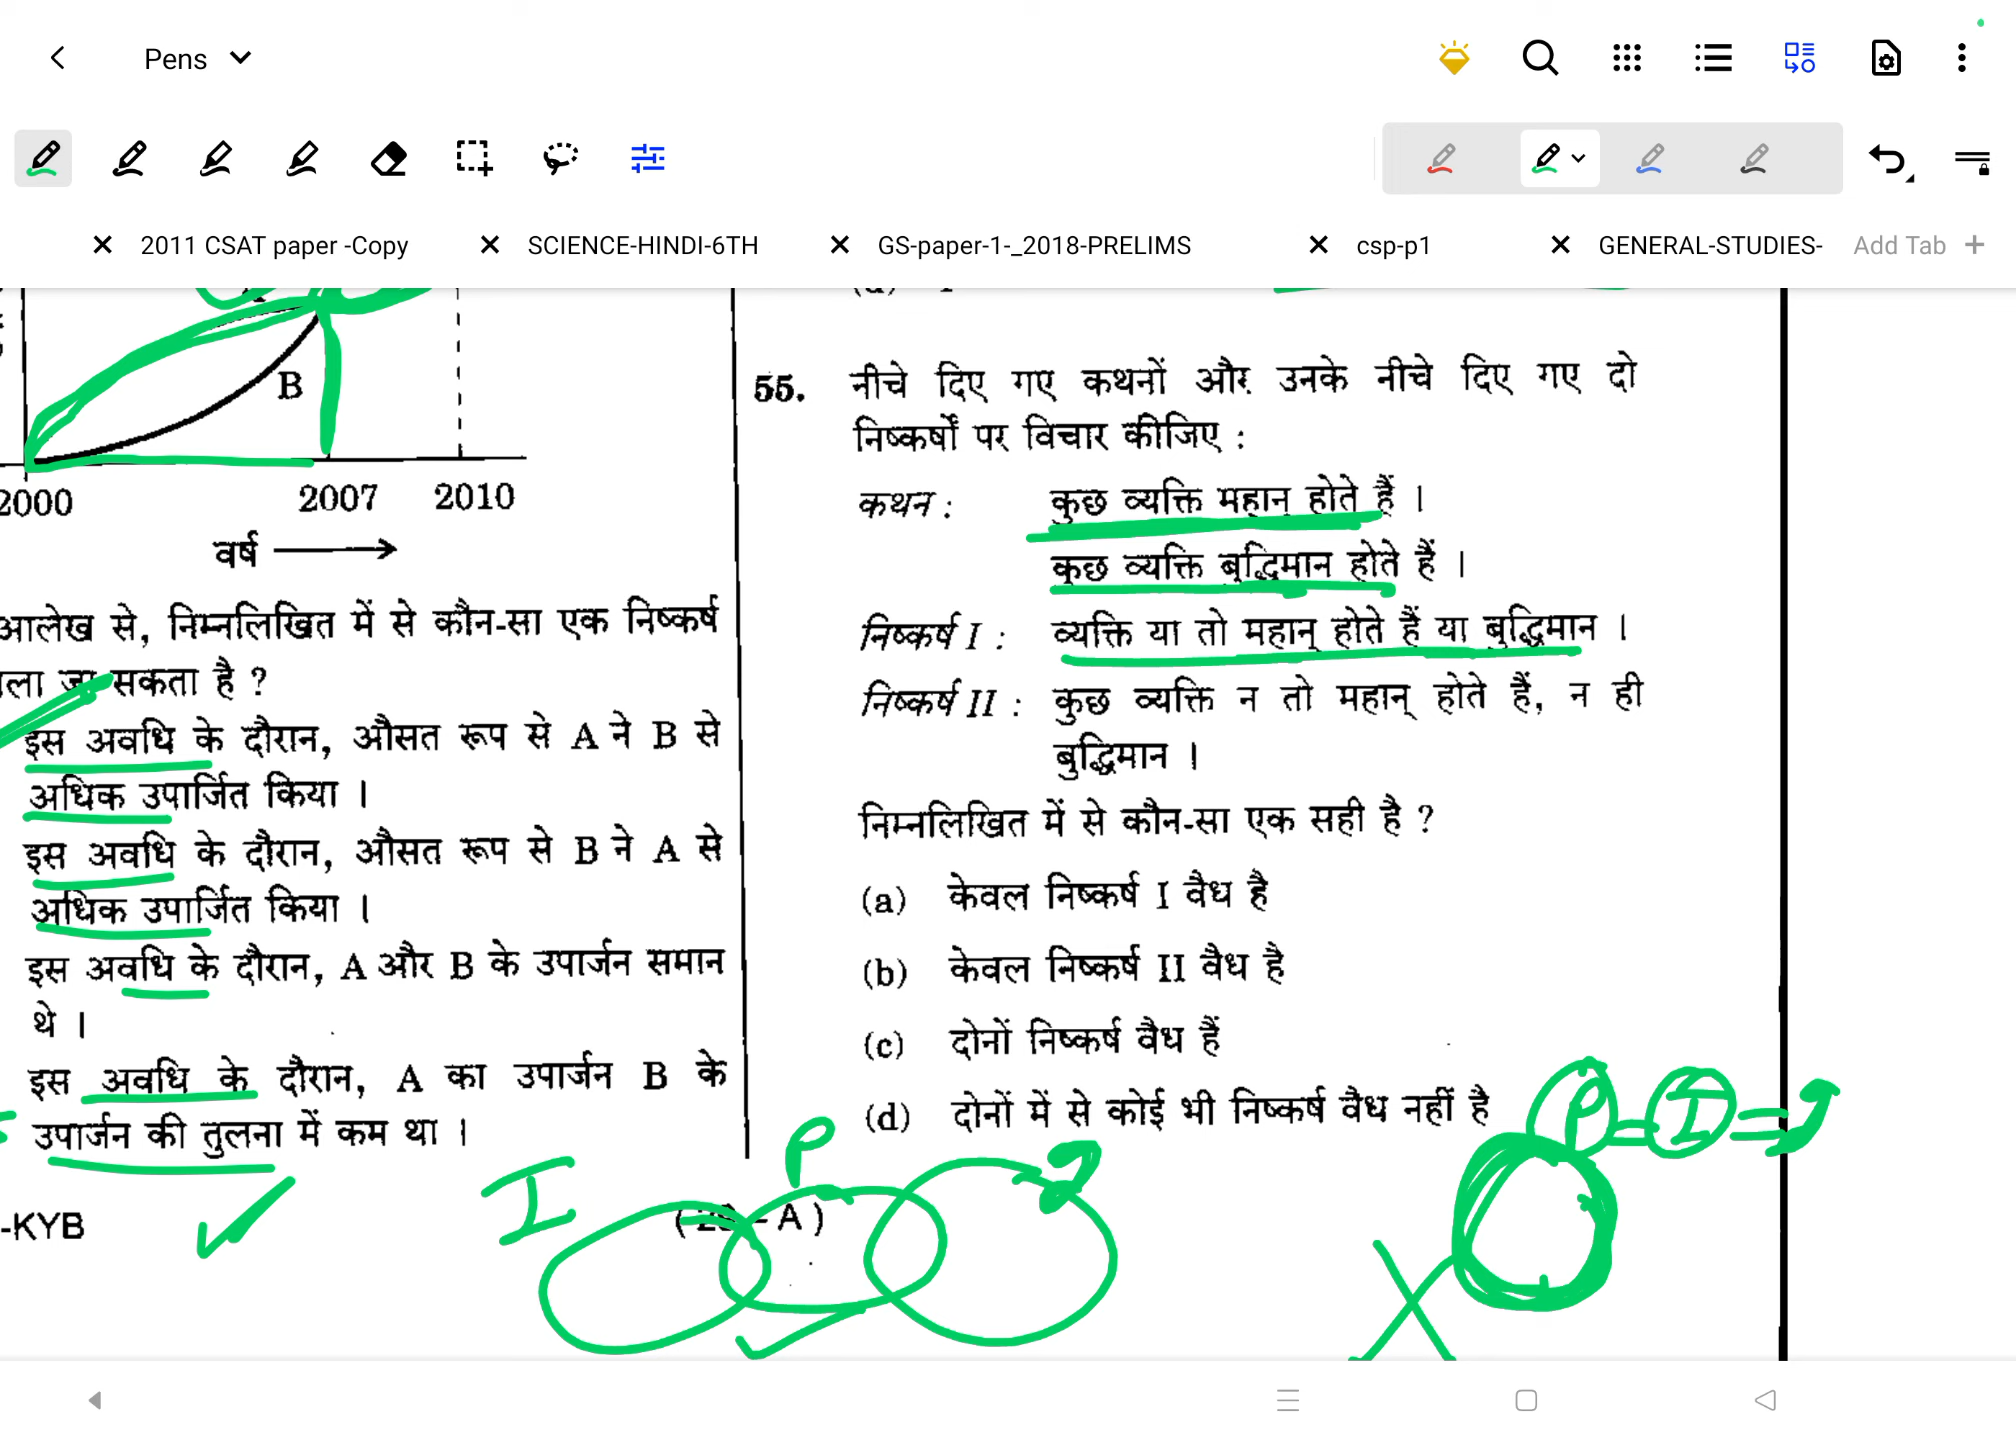 Pens
2011 CSAT paper -Copy
SCIENCE-HINDI-6TH
GS-paper-1-_2018-PRELIMS
csp-p1
GENERAL-STUDIES-
Add Tab
B
2000 2007 2010
वर्ष
आलेख से, निम्नलिखित में से कौन-सा एक निष्कर्ष
सकता है ?
इस अवधि के दौरान, औसत रूप से A ने B से
अधिक उपार्जित किया ।
इस अवधि के दौरान, औसत रूप से B ने A से
अधिक उपार्जित किया ।
इस अवधि के दौरान, A और B के उपार्जन समान
थे ।
इस अवधि के दौरान, A का उपार्जन B के
उपार्जन की तुलना में कम था ।
-KYB
55. नीचे दिए गए कथनों और उनके नीचे दिए गए दो
निष्कर्षों पर विचार कीजिए :
कथन : कुछ व्यक्ति महान् होते हैं ।
कुछ व्यक्ति बुद्धिमान होते हैं ।
निष्कर्ष I : व्यक्ति या तो महान् होते हैं या बुद्धिमान ।
निष्कर्ष II : कुछ व्यक्ति न तो महान् होते हैं, न ही
बुद्धिमान ।
निम्नलिखित में से कौन-सा एक सही है ?
(a) केवल निष्कर्ष I वैध है
(b) केवल निष्कर्ष II वैध है
(c) दोनों निष्कर्ष वैध हैं
(d) दोनों में से कोई भी निष्कर्ष वैध नहीं है
P = I =
I P
- A )